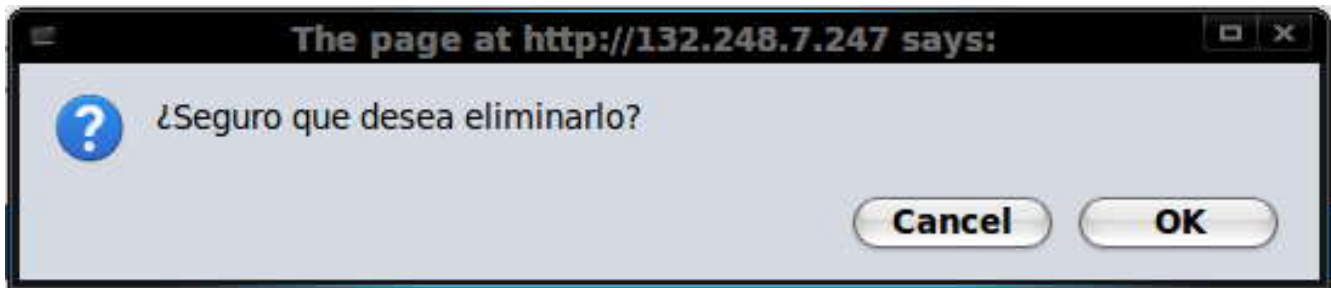 The page at http://132.248.7.247 says:
¿Seguro que desea eliminarlo?
Cancel OK